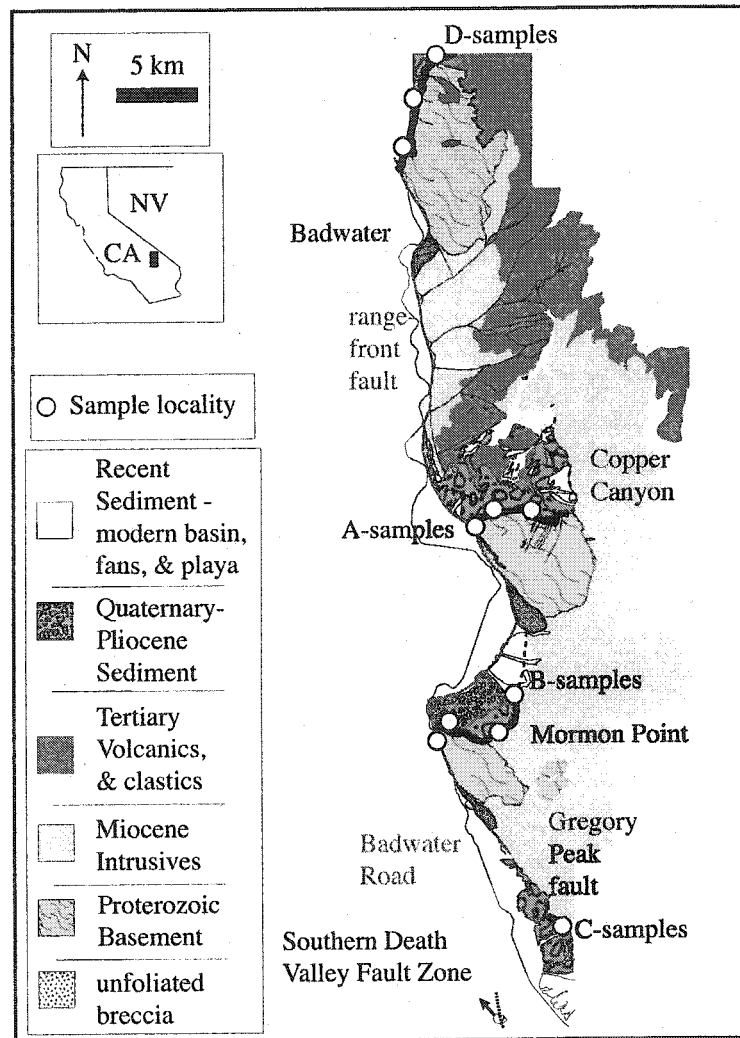 D-samples
N
5 km
NV
CA
Badwater
range-
front
fault
Sample locality
Copper
Canyon
A-samples
Recent
Sediment -
modern basin,
fans, & playa
Quaternary-
Pliocene
Sediment
B-samples
Mormon Point
Tertiary
Volcanics,
& clastics
Miocene
Intrusives
Gregory
Peak
fault
Badwater
Road
Proterozoic
Basement
C-samples
Southern Death
Valley Fault Zone
unfoliated
breccia